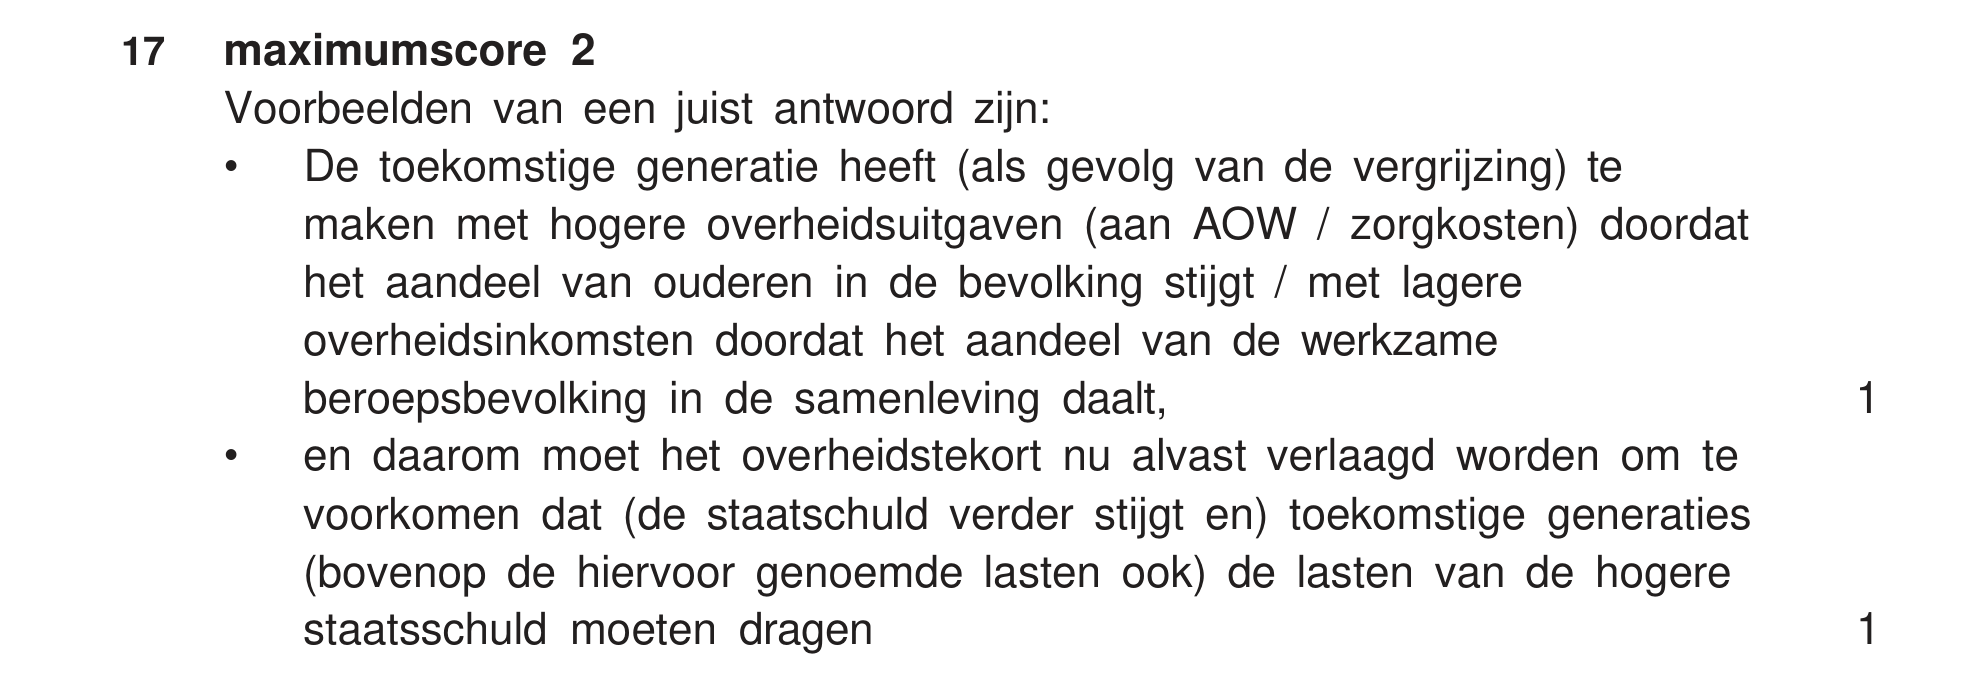 17 maximumscore 2
Voorbeelden van een juist antwoord zijn:
• De toekomstige generatie heeft (als gevolg van de vergrijzing) te
maken met hogere overheidsuitgaven (aan AOW / zorgkosten) doordat
het aandeel van ouderen in de bevolking stijgt / met lagere
overheidsinkomsten doordat het aandeel van de werkzame
beroepsbevolking in de samenleving daalt, 1
• en daarom moet het overheidstekort nu alvast verlaagd worden om te
voorkomen dat (de staatschuld verder stijgt en) toekomstige generaties
(bovenop de hiervoor genoemde lasten ook) de lasten van de hogere
staatsschuld moeten dragen 1